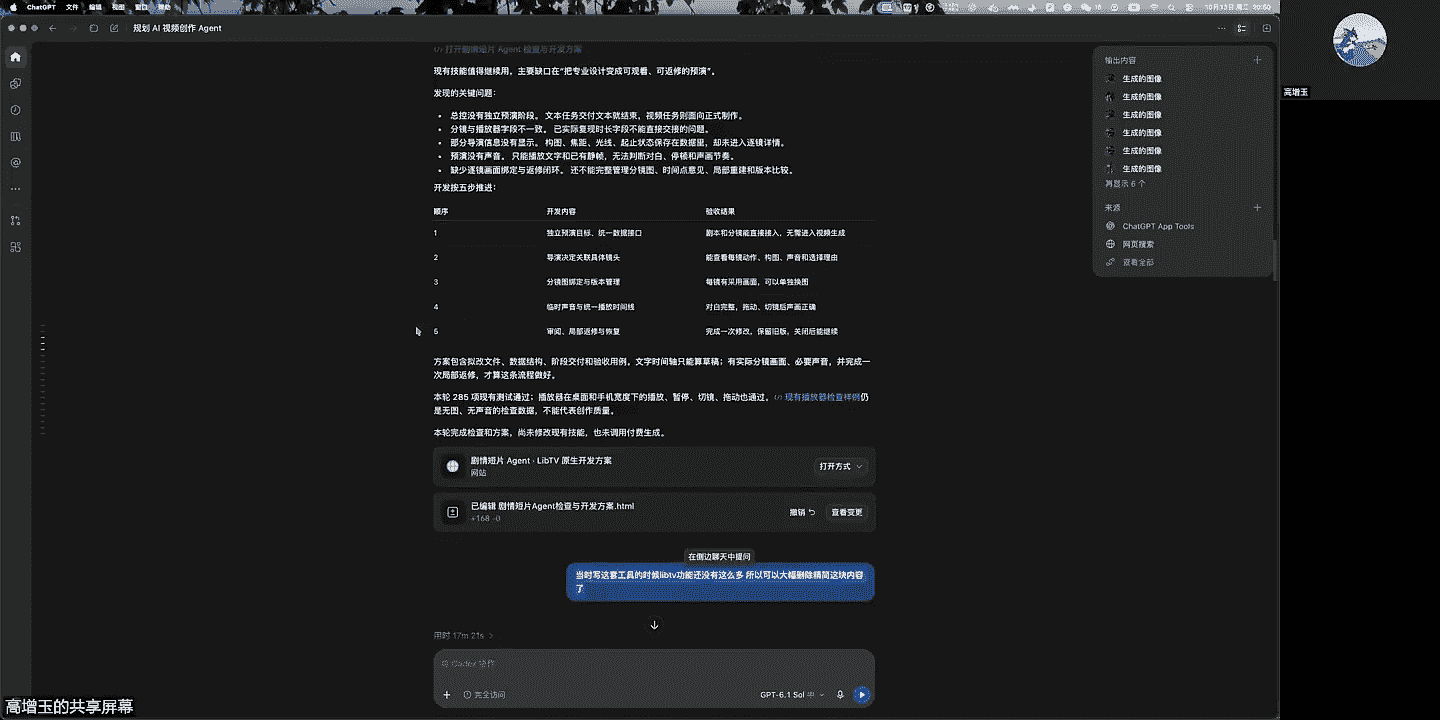 ChatGPT 文件 编辑 视图 窗口 帮助
10月13日 周二 20:50
规划 AI 视频创作 Agent
打开剧情短片 Agent 检查与开发方案
现有技能值得继续用，主要缺口在“把专业设计变成可观看、可返修的预演”。
发现的关键问题：
• 总控没有独立预演阶段。 文本任务交付文本就结束，视频任务则面向正式制作。
• 分镜与播放器字段不一致。 已实际复现时长字段不能直接交接的问题。
• 部分导演信息没有显示。 构图、焦距、光线、起止状态保存在数据里，却未进入逐镜详情。
• 预演没有声音。 只能播放文字和已有静帧，无法判断对白、停顿和声画节奏。
• 缺少逐镜画面绑定与返修闭环。 还不能完整管理分镜图、时间点意见、局部重建和版本比较。
开发按五步推进：
顺序 开发内容 验收结果
1 独立预演目标、统一数据接口 剧本和分镜能直接接入，无需进入视频生成
2 导演决定关联具体镜头 能查看每镜动作、构图、声音和选择理由
3 分镜图绑定与版本管理 每镜有采用画面，可以单独换图
4 临时声音与统一播放时间线 对白完整，拖动、切镜后声画正确
5 审阅、局部返修与恢复 完成一次修改，保留旧版，关闭后能继续
方案包含拟改文件、数据结构、阶段交付和验收用例。文字时间轴只能算草稿；有实际分镜画面、必要声音，并完成一
次局部返修，才算这条流程做好。
本轮 285 项现有测试通；播放器在桌面和手机宽度下的播放、暂停、切镜、拖动也通过。 现有播放器检查样例仍
是无图、无声音的检查数据，不能代表创作质量。
本轮完成检查和方案，尚未修改现有技能，也未调用付费生成。
剧情短片 Agent · LibTV 原生开发方案
网站
打开方式
已编辑 剧情短片Agent检查与开发方案.html
+168 -0
撤销 查看变更
在侧边聊天中提问
当时写这套工具的时候libtv功能还没有这么多 所以可以大幅删除精简这块内容
了
用时 17m 21s
与 Codex 协作
完全访问
GPT-6.1 Sol 中
输出内容
生成的图像
生成的图像
生成的图像
生成的图像
生成的图像
生成的图像
再显示 6 个
来源
ChatGPT App Tools
网页搜索
查看全部
高增玉
高增玉的共享屏幕